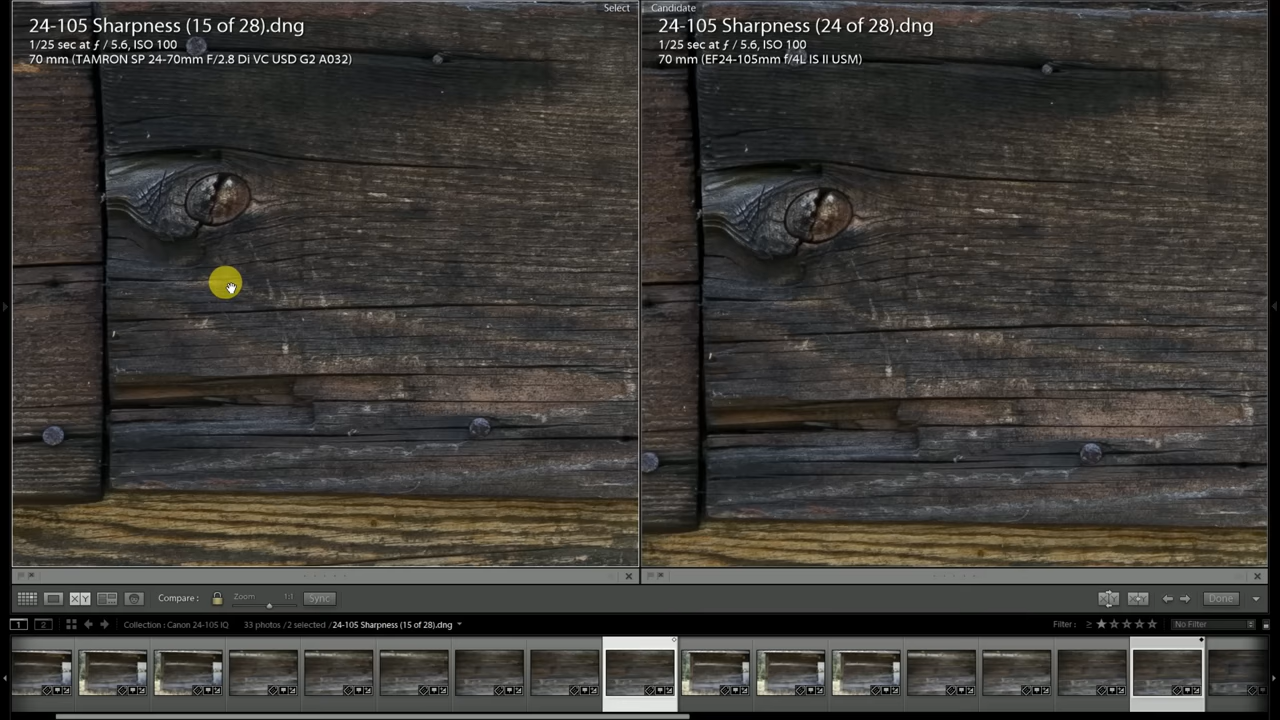 Select
24-105 Sharpness (15 of 28).dng
1/25 sec at ƒ / 5.6, ISO 100
70 mm (TAMRON SP 24-70mm F/2.8 Di VC USD G2 A032)
Candidate
24-105 Sharpness (24 of 28).dng
1/25 sec at ƒ / 5.6, ISO 100
70 mm (EF24-105mm f/4L IS II USM)
XY
Compare :
Zoom
1:1
Sync
Done
1
2
Collection : Canon 24-105 IQ
33 photos /2 selected /24-105 Sharpness (15 of 28).dng
Filter :
No Filter